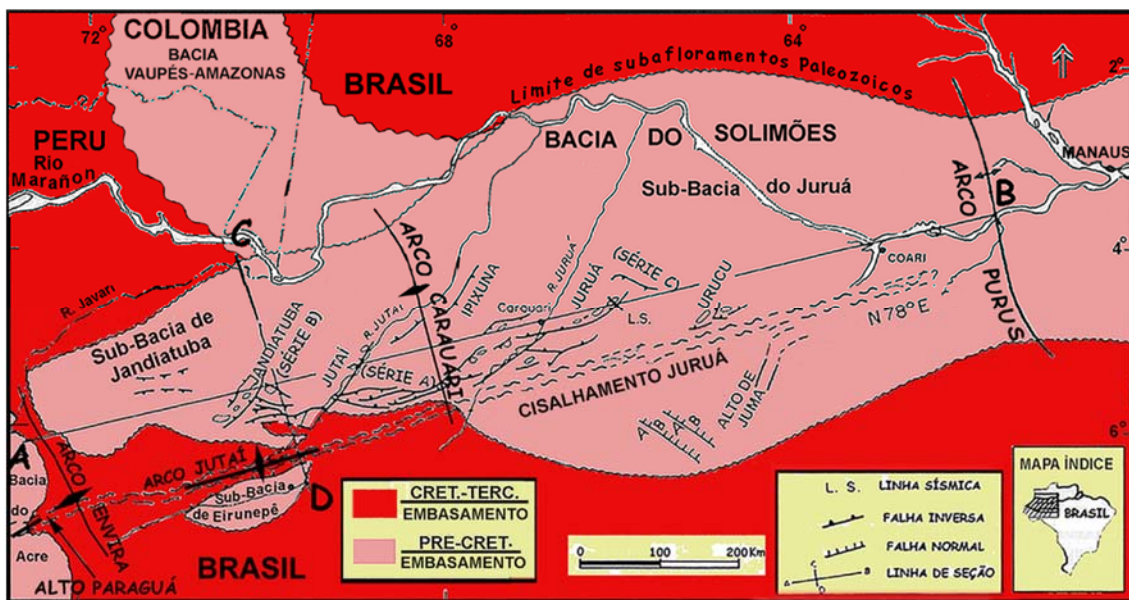 72°
68
64
COLOMBIA
BACIA
VAUPÉS-AMAZONAS
BRASIL
Límite de subafloramentos Paleozoicos
2°
PERU
Rio
Marañon
BACIA DO SOLIMÕES
MANAUS
Sub-Bacia do Juruá
ARCO
PURUS
B
C
4°
COARI
R. Javari
ARCO
CARAUARI
IPIXUNA
R. JURUÁ
JURUÁ
(SÉRIE C)
Carauari
URUCU
L.S.
?
N78°E
Sub-Bacia de
Jandiatuba
JANDIATUBA
(SÉRIE B)
JUTAÍ
R. JUTAÍ
(SÉRIE A)
CISALHAMENTO JURUÁ
ALTO DE
JUMA
A
B
A
B
6°
A
Bacia
do
Acre
ARCO
ENVIRA
ARCO JUTAÍ
Sub-Bacia
de Eirunepê
D
BRASIL
ALTO PARAGUÁ
CRET.-TERC.
EMBASAMENTO
PRE-CRET-
EMBASAMENTO
0 100 200 Km
L. S. LINHA SÍSMICA
FALHA INVERSA
FALHA NORMAL
A B C D LINHA DE SEÇÃO
MAPA ÍNDICE
BRASIL